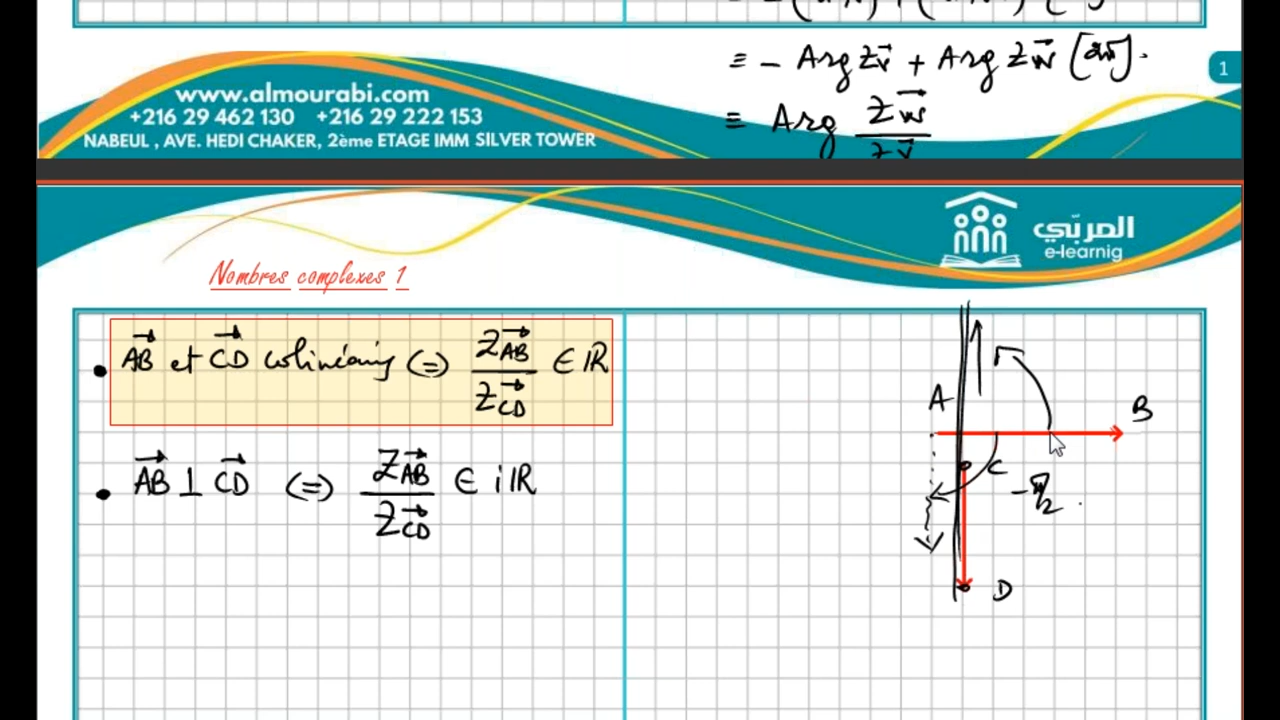 ≡ - Arg Z v⃗ + Arg Z w⃗ [2π].
≡ Arg Z w⃗ / Z v⃗
1
www.almourabi.com
+216 29 462 130 +216 29 222 153
NABEUL , AVE. HEDI CHAKER, 2ème ETAGE IMM SILVER TOWER
المربّي
e-learnig
Nombres complexes 1
• AB⃗ et CD⃗ colinéaires (=) Z AB⃗ / Z CD⃗ ∈ IR
• AB⃗ ⊥ CD⃗ (=) Z AB⃗ / Z CD⃗ ∈ i IR
A
B
C
-π/2
D